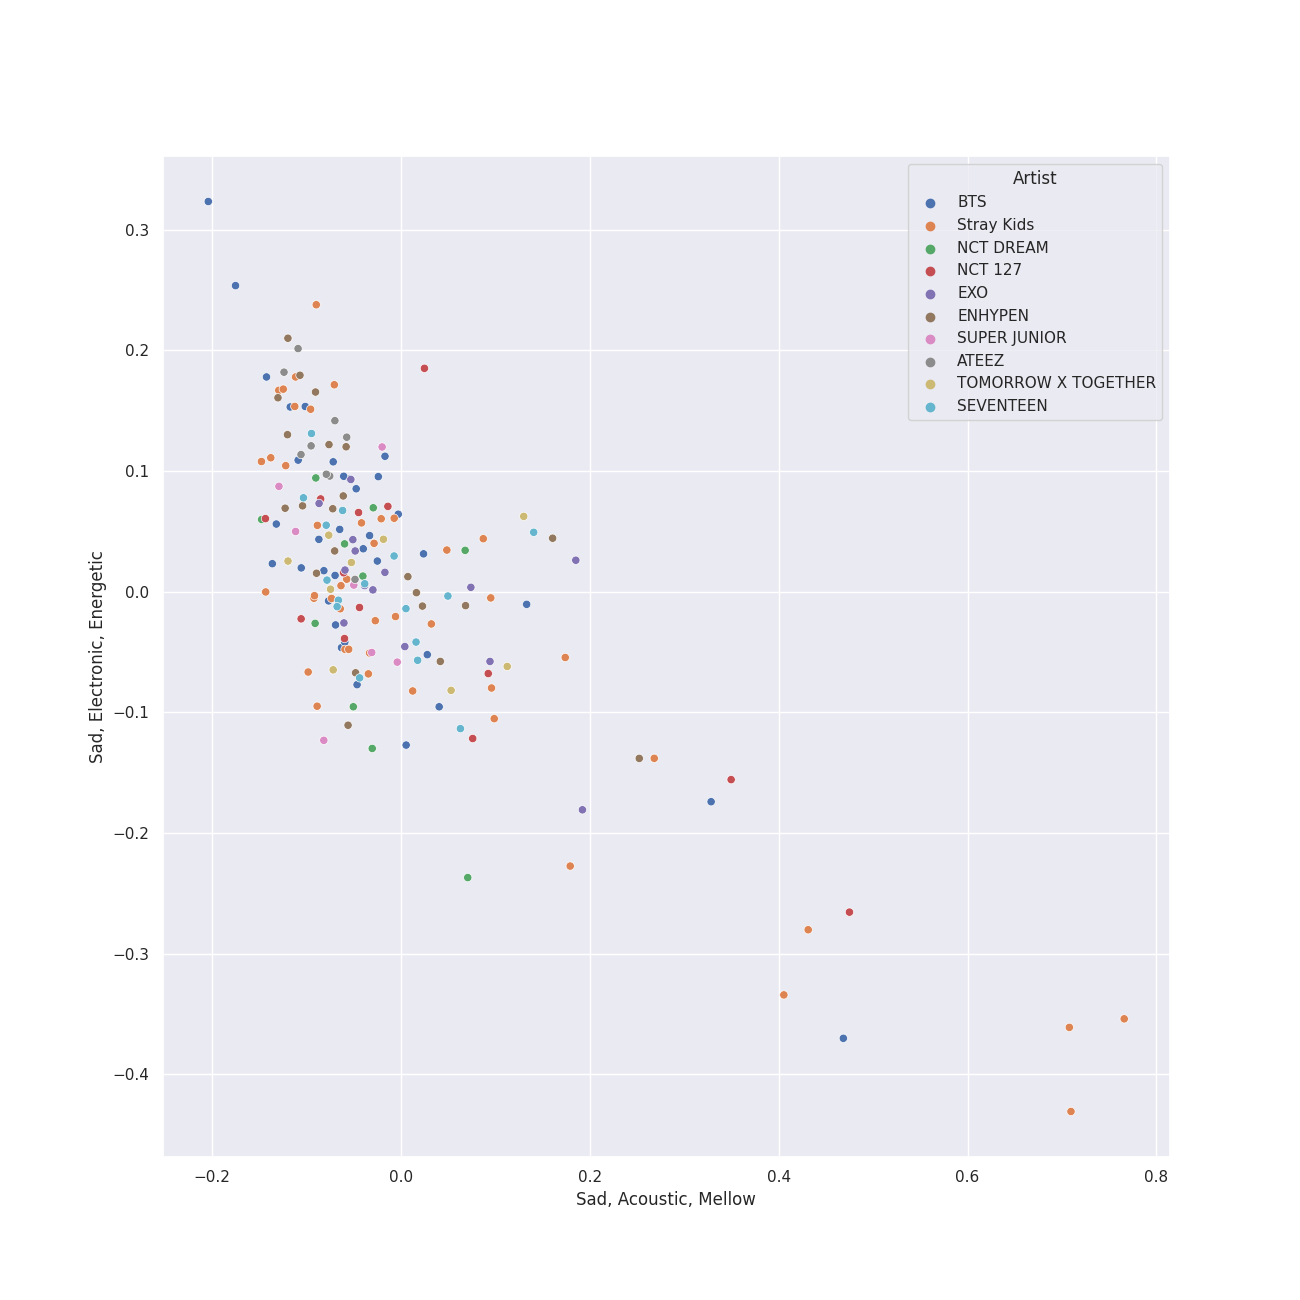 Artist
BTS
Stray Kids
NCT DREAM
NCT 127
EXO
ENHYPEN
SUPER JUNIOR
ATEEZ
TOMORROW X TOGETHER
SEVENTEEN
0.3
0.2
0.1
0.0
−0.1
−0.2
−0.3
−0.4
Sad, Electronic, Energetic
−0.2
0.0
0.2
0.4
0.6
0.8
Sad, Acoustic, Mellow